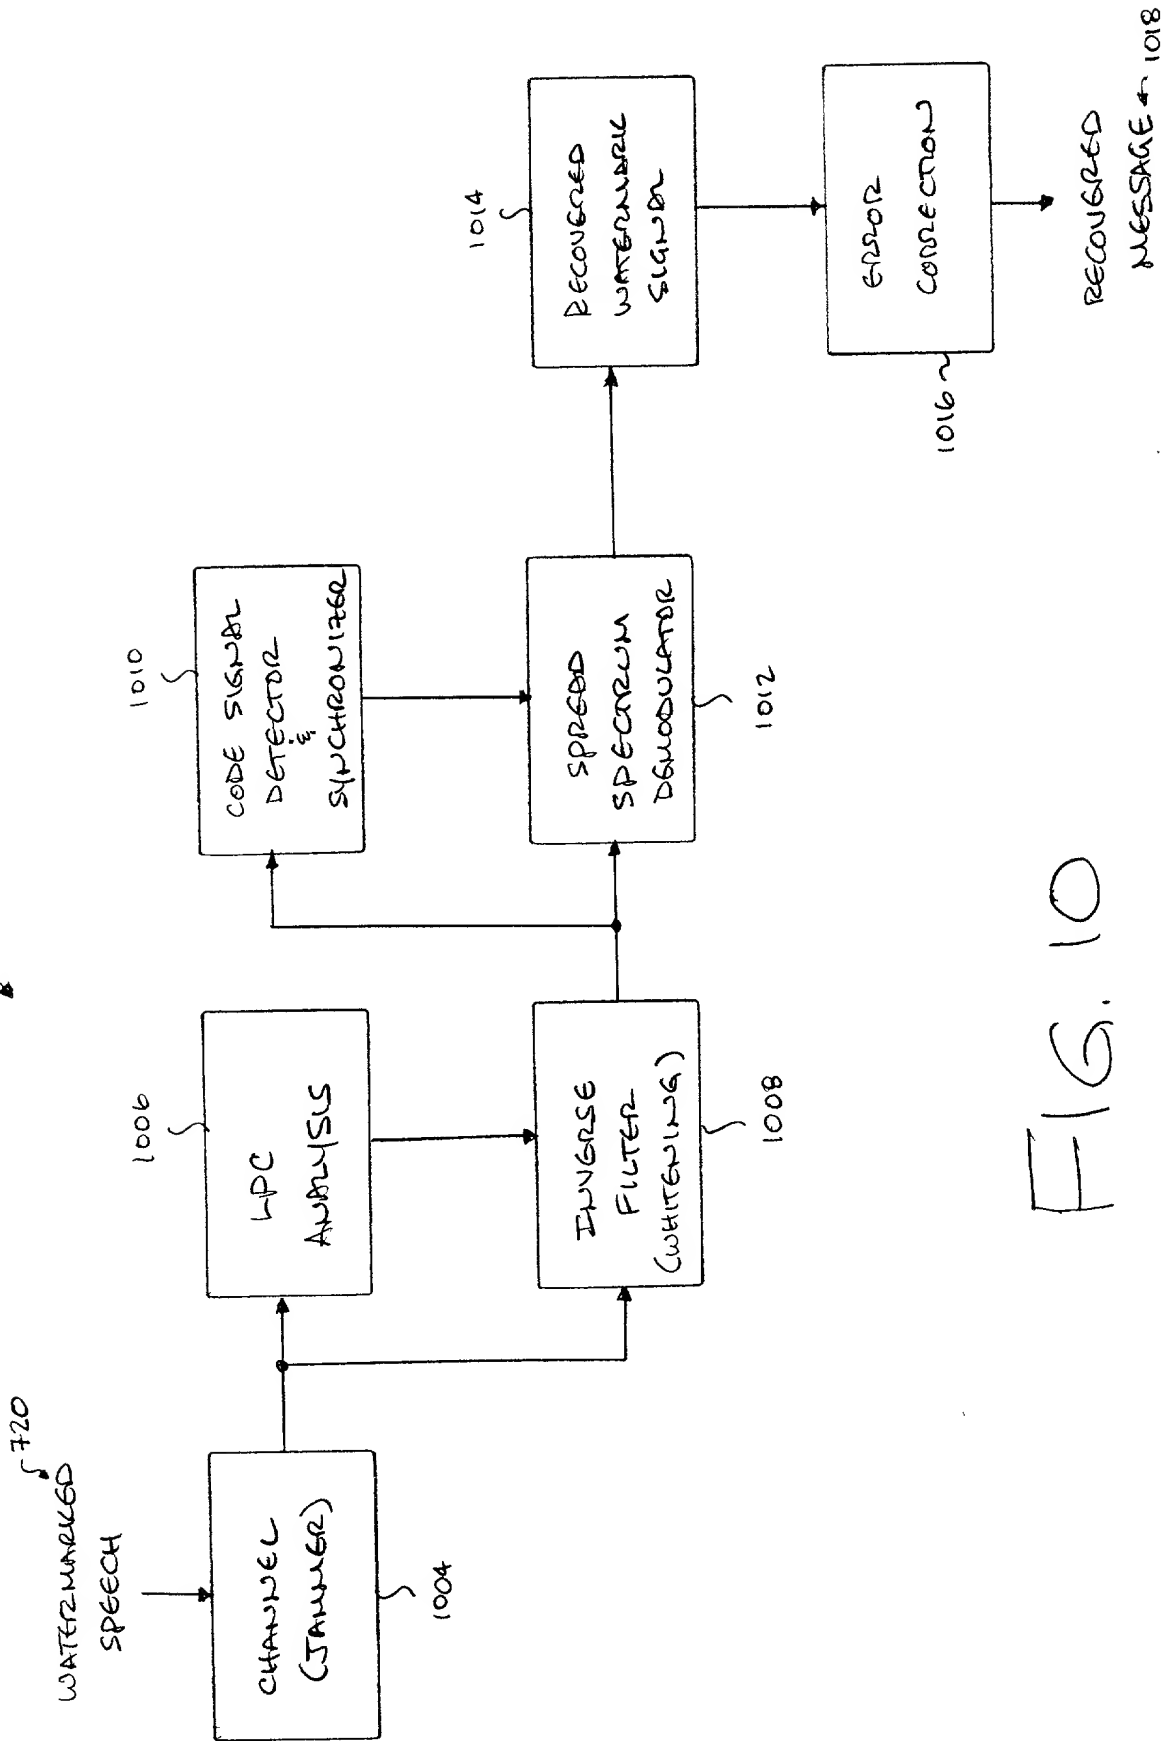 WATERMARKED 720
SPEECH
CHANNEL
(JAMMER)
1004
1006
LPC
ANALYSIS
INVERSE
FILTER
(WHITENING)
1008
1010
CODE SIGNAL
DETECTOR
&
SYNCHRONIZER
SPREAD
SPECTRUM
DEMODULATOR
1012
1014
RECOVERED
WATERMARK
SIGNAL
ERROR
CORRECTION
1016
RECOVERED
MESSAGE 1018
FIG. 10